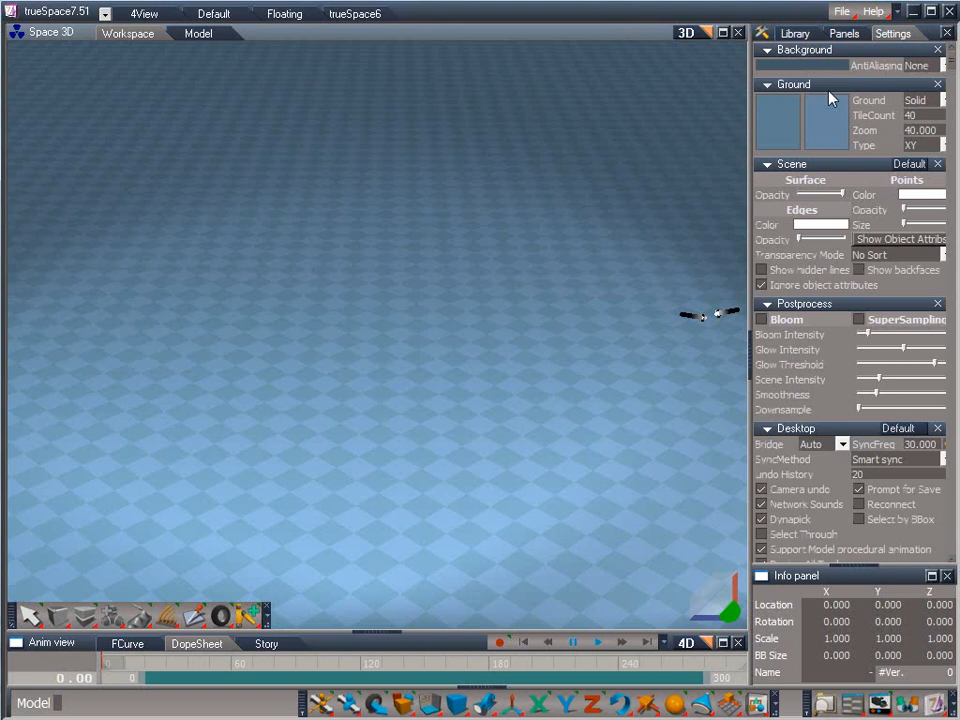 trueSpace7.51 4View Default Floating trueSpace6 File Help
Space 3D Workspace Model 3D Library Panels Settings
Background
AntiAliasing None
Ground
Ground Solid
TileCount 40
Zoom 40.000
Type XY
Scene Default
Surface Points
Opacity Color
Edges Opacity
Color Size
Opacity Show Object Attribs
Transparency Mode No Sort
Show hidden lines Show backfaces
Ignore object attributes
Postprocess
Bloom SuperSampling
Bloom Intensity
Glow Intensity
Glow Threshold
Scene Intensity
Smoothness
Downsample
Desktop Default
Bridge Auto SyncFreq 30.000
SyncMethod Smart sync
Undo History 20
Camera undo Prompt for Save
Network Sounds Reconnect
Dynapick Select by BBox
Select Through
Support Model procedural animation
Info panel
X Y Z
Location 0.000 0.000 0.000
Rotation 0.000 0.000 0.000
Scale 1.000 1.000 1.000
BB Size 0.000 0.000 0.000
Name - #Ver. 0
Anim view FCurve DopeSheet Story 4D
0 60 120 180 240
0.00 0 300
Model